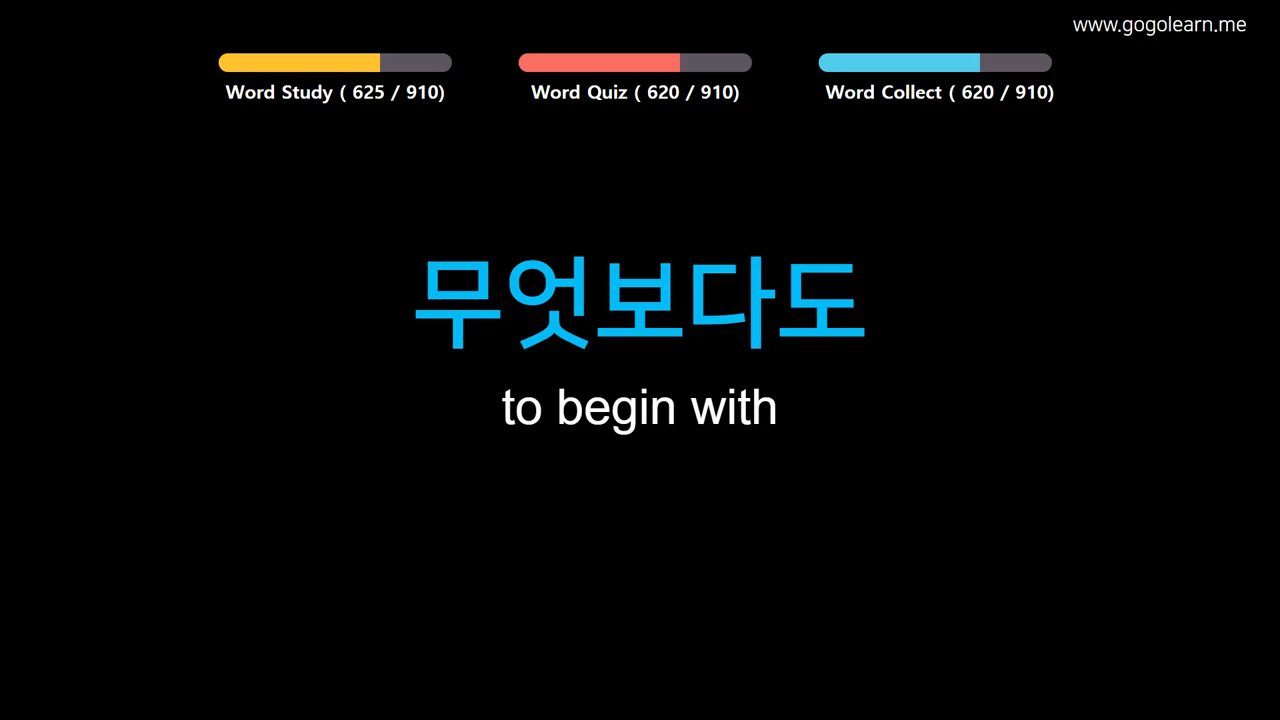 www.gogolearn.me
Word Study ( 625 / 910)
Word Quiz ( 620 / 910)
Word Collect ( 620 / 910)
무엇보다도
to begin with